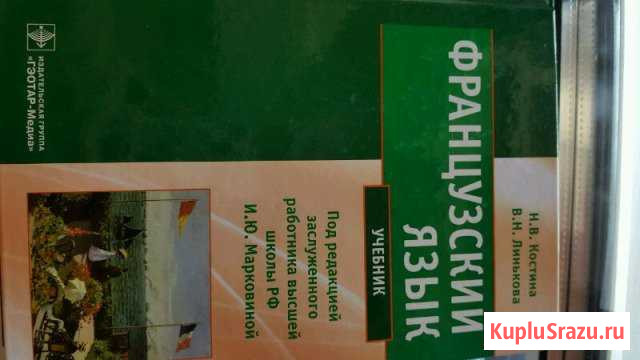 Н.В. Костина
В.Н. Линькова
ФРАНЦУЗСКИЙ
ЯЗЫК
УЧЕБНИК
Под редакцией
заслуженного
работника высшей
школы РФ
И.Ю. Марковиной
ИЗДАТЕЛЬСКАЯ ГРУППА
«ГЭОТАР-Медиа»
KupluSrazu.ru